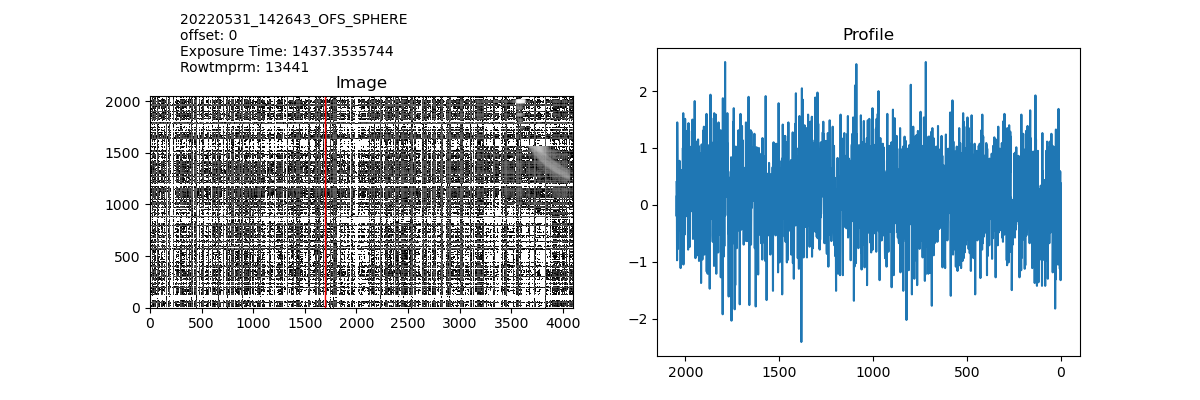 20220531_142643_OFS_SPHERE
offset: 0
Exposure Time: 1437.3535744
Rowtmprm: 13441
Image
2000
1500
1000
500
0
0 500 1000 1500 2000 2500 3000 3500 4000
Profile
2
1
0
−1
−2
2000 1500 1000 500 0